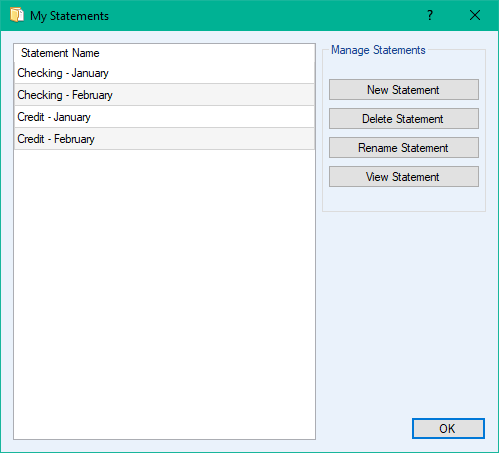 My Statements
?
Statement Name
Checking - January
Checking - February
Credit - January
Credit - February
Manage Statements
New Statement
Delete Statement
Rename Statement
View Statement
OK